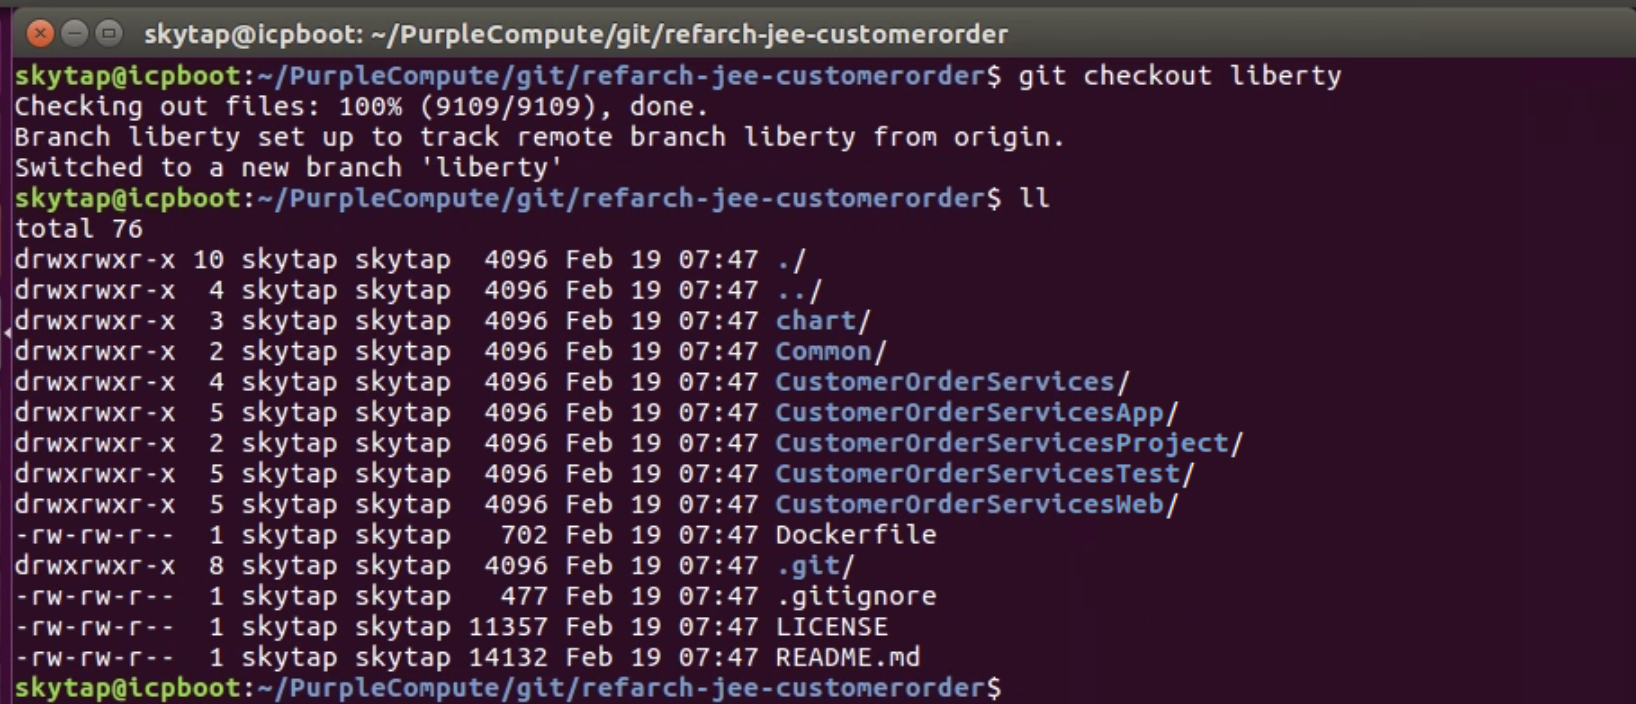 skytap@icpboot: ~/PurpleCompute/git/refarch-jee-customerorder
skytap@icpboot:~/PurpleCompute/git/refarch-jee-customerorder$ git checkout liberty
Checking out files: 100% (9109/9109), done.
Branch liberty set up to track remote branch liberty from origin.
Switched to a new branch 'liberty'
skytap@icpboot:~/PurpleCompute/git/refarch-jee-customerorder$ ll
total 76
drwxrwxr-x 10 skytap skytap  4096 Feb 19 07:47 ./
drwxrwxr-x  4 skytap skytap  4096 Feb 19 07:47 ../
drwxrwxr-x  3 skytap skytap  4096 Feb 19 07:47 chart/
drwxrwxr-x  2 skytap skytap  4096 Feb 19 07:47 Common/
drwxrwxr-x  4 skytap skytap  4096 Feb 19 07:47 CustomerOrderServices/
drwxrwxr-x  5 skytap skytap  4096 Feb 19 07:47 CustomerOrderServicesApp/
drwxrwxr-x  2 skytap skytap  4096 Feb 19 07:47 CustomerOrderServicesProject/
drwxrwxr-x  5 skytap skytap  4096 Feb 19 07:47 CustomerOrderServicesTest/
drwxrwxr-x  5 skytap skytap  4096 Feb 19 07:47 CustomerOrderServicesWeb/
-rw-rw-r--  1 skytap skytap   702 Feb 19 07:47 Dockerfile
drwxrwxr-x  8 skytap skytap  4096 Feb 19 07:47 .git/
-rw-rw-r--  1 skytap skytap   477 Feb 19 07:47 .gitignore
-rw-rw-r--  1 skytap skytap 11357 Feb 19 07:47 LICENSE
-rw-rw-r--  1 skytap skytap 14132 Feb 19 07:47 README.md
skytap@icpboot:~/PurpleCompute/git/refarch-jee-customerorder$